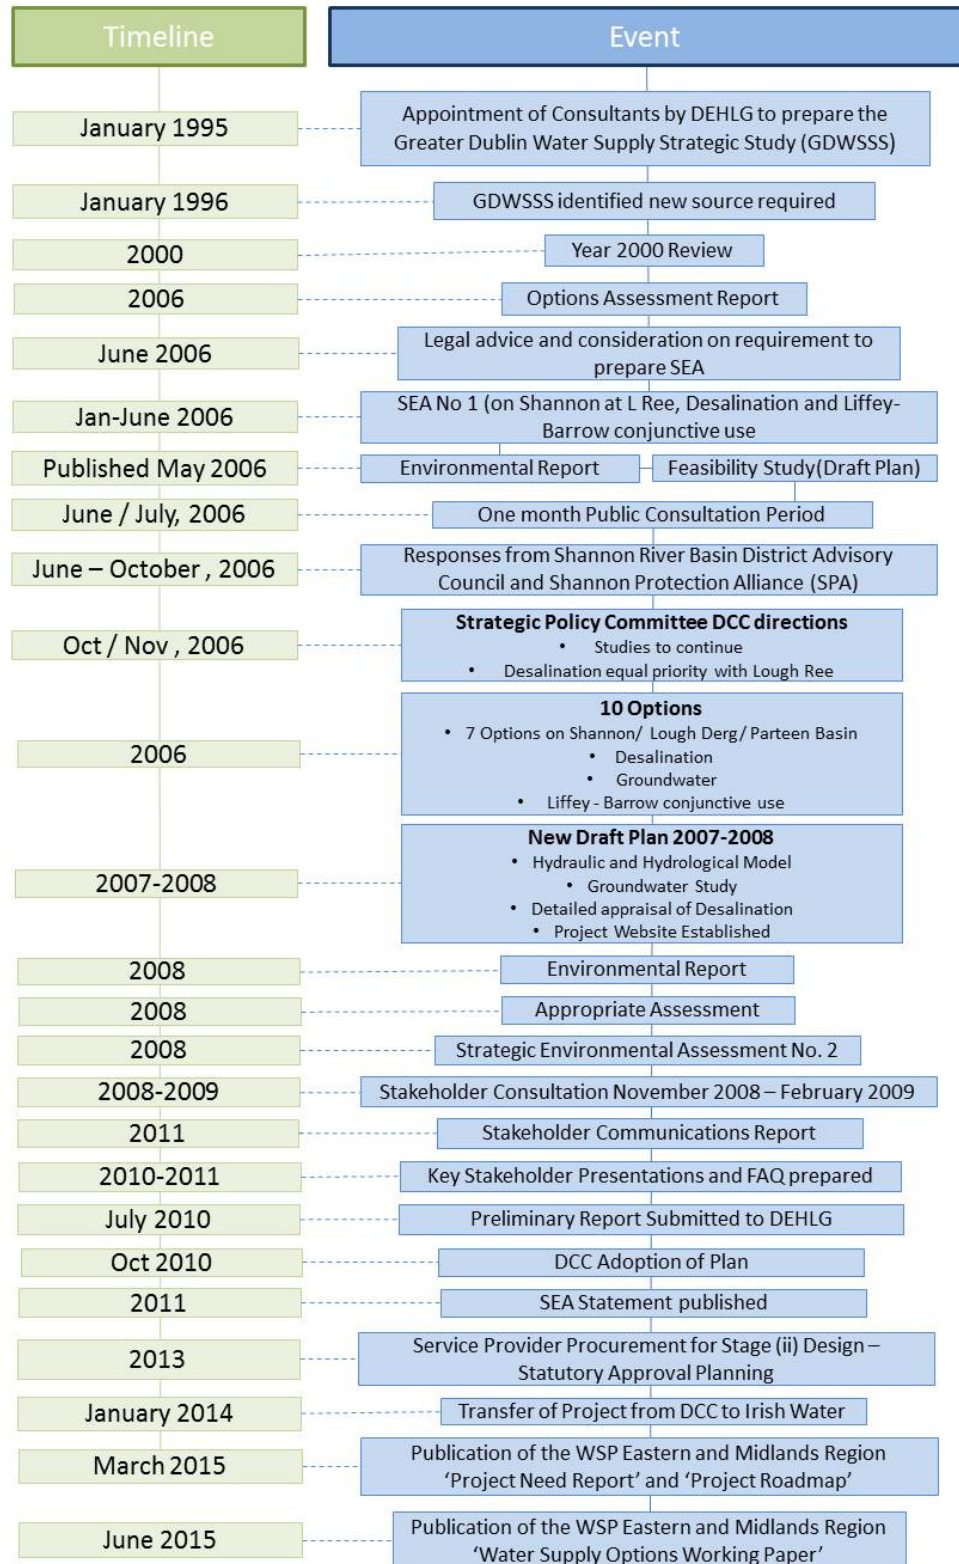 Timeline
Event
January 1995
Appointment of Consultants by DEHLG to prepare the
Greater Dublin Water Supply Strategic Study (GDWSSS)
January 1996
GDWSSS identified new source required
2000
Year 2000 Review
2006
Options Assessment Report
June 2006
Legal advice and consideration on requirement to
prepare SEA
Jan-June 2006
SEA No 1 (on Shannon at L Ree, Desalination and Liffey-
Barrow conjunctive use
Published May 2006
Environmental Report
Feasibility Study(Draft Plan)
June / July, 2006
One month Public Consultation Period
June – October , 2006
Responses from Shannon River Basin District Advisory
Council and Shannon Protection Alliance (SPA)
Oct / Nov , 2006
Strategic Policy Committee DCC directions
• Studies to continue
• Desalination equal priority with Lough Ree
2006
10 Options
• 7 Options on Shannon/ Lough Derg/ Parteen Basin
• Desalination
• Groundwater
• Liffey - Barrow conjunctive use
2007-2008
New Draft Plan 2007-2008
• Hydraulic and Hydrological Model
• Groundwater Study
• Detailed appraisal of Desalination
• Project Website Established
2008
Environmental Report
2008
Appropriate Assessment
2008
Strategic Environmental Assessment No. 2
2008-2009
Stakeholder Consultation November 2008 – February 2009
2011
Stakeholder Communications Report
2010-2011
Key Stakeholder Presentations and FAQ prepared
July 2010
Preliminary Report Submitted to DEHLG
Oct 2010
DCC Adoption of Plan
2011
SEA Statement published
2013
Service Provider Procurement for Stage (ii) Design –
Statutory Approval Planning
January 2014
Transfer of Project from DCC to Irish Water
March 2015
Publication of the WSP Eastern and Midlands Region
‘Project Need Report’ and ‘Project Roadmap’
June 2015
Publication of the WSP Eastern and Midlands Region
‘Water Supply Options Working Paper’